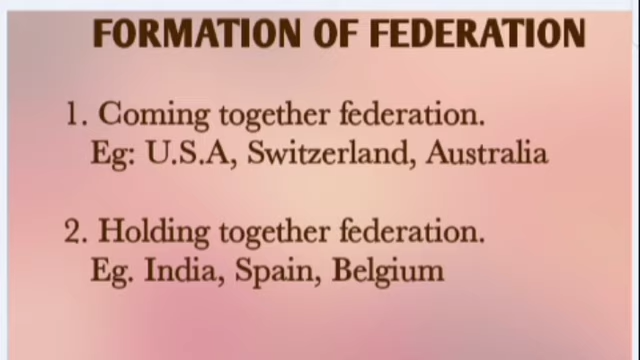 FORMATION OF FEDERATION
1. Coming together federation.
Eg: U.S.A, Switzerland, Australia
2. Holding together federation.
Eg. India, Spain, Belgium